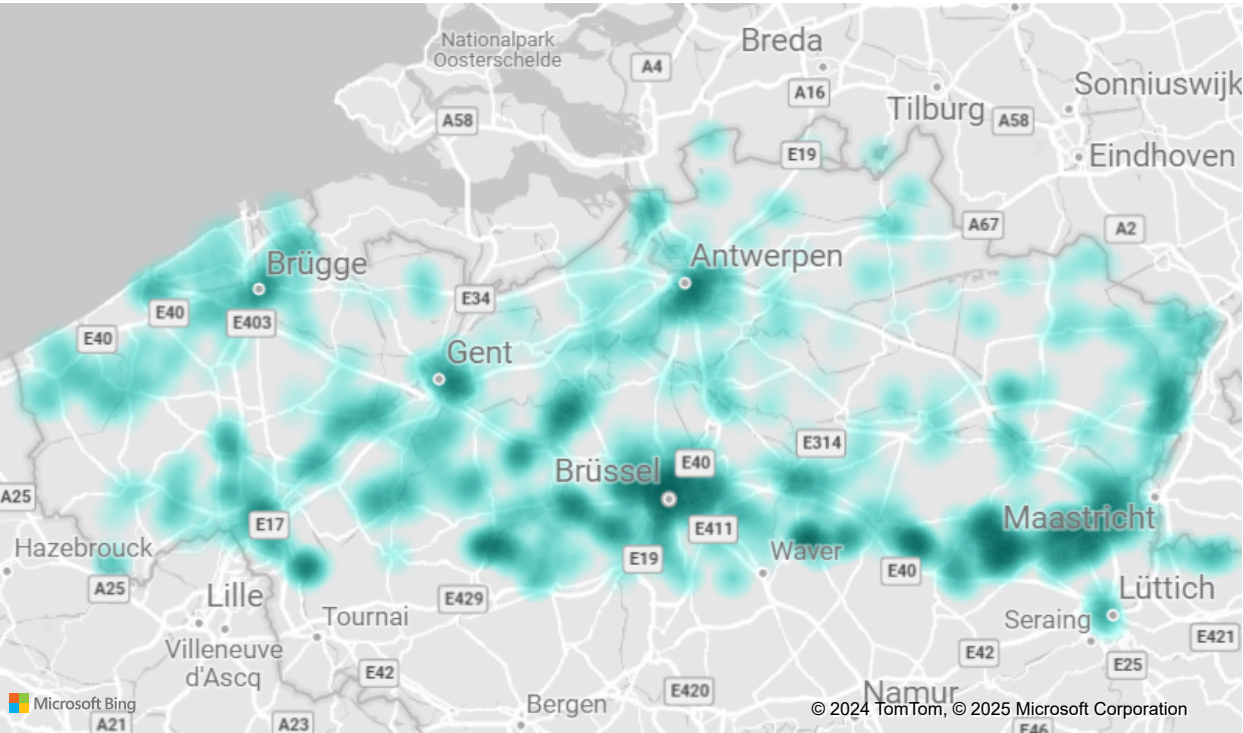 Nationalpark
Oosterschelde
Breda
A4
Sonniuswijk
A16
Tilburg
A58
A58
E19
Eindhoven
A67
A2
Brügge
Antwerpen
E34
E40
E403
E40
Gent
E314
Brüssel
E40
A25
E17
E411
Maastricht
Hazebrouck
E19
Waver
E40
A25
Lille
E429
Lüttich
Tournai
Seraing
E421
Villeneuve
d'Ascq
E42
E42
E25
Namur
Microsoft Bing
Bergen
E420
© 2024 TomTom, © 2025 Microsoft Corporation
A21
A23
E46